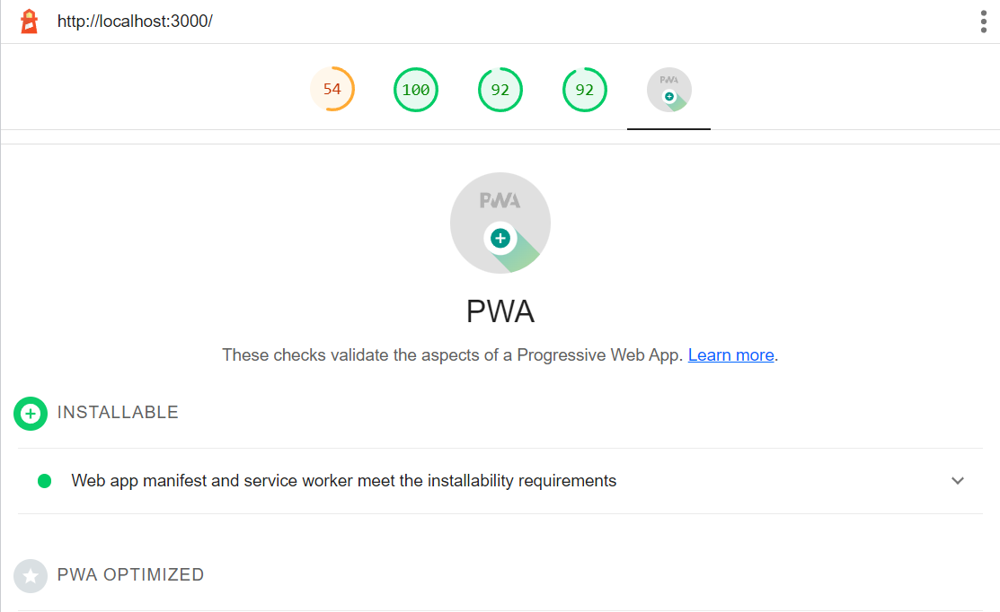 http://localhost:3000/
54
100
92
92
PWA
PWA
PWA
These checks validate the aspects of a Progressive Web App. Learn more.
INSTALLABLE
Web app manifest and service worker meet the installability requirements
PWA OPTIMIZED